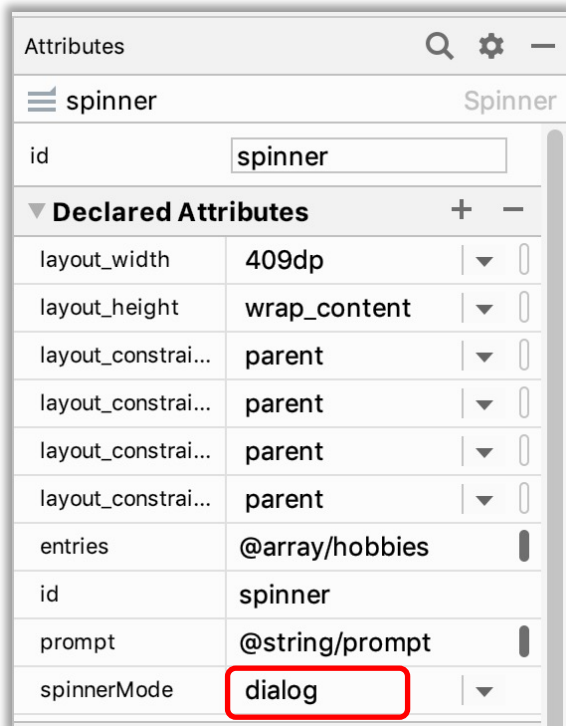 Attributes
spinner Spinner
id spinner
Declared Attributes
layout_width 409dp
layout_height wrap_content
layout_constrai... parent
layout_constrai... parent
layout_constrai... parent
layout_constrai... parent
entries @array/hobbies
id spinner
prompt @string/prompt
spinnerMode dialog